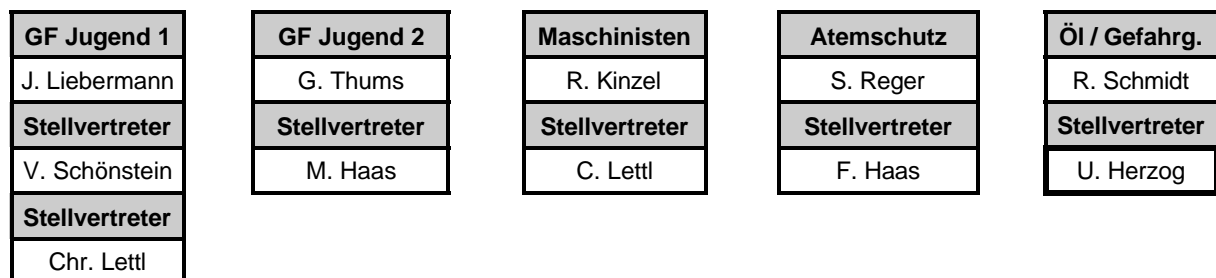 GF Jugend 1
J. Liebermann
Stellvertreter
V. Schönstein
Stellvertreter
Chr. Lettl
GF Jugend 2
G. Thums
Stellvertreter
M. Haas
Maschinisten
R. Kinzel
Stellvertreter
C. Lettl
Atemschutz
S. Reger
Stellvertreter
F. Haas
Öl / Gefahrg.
R. Schmidt
Stellvertreter
U. Herzog